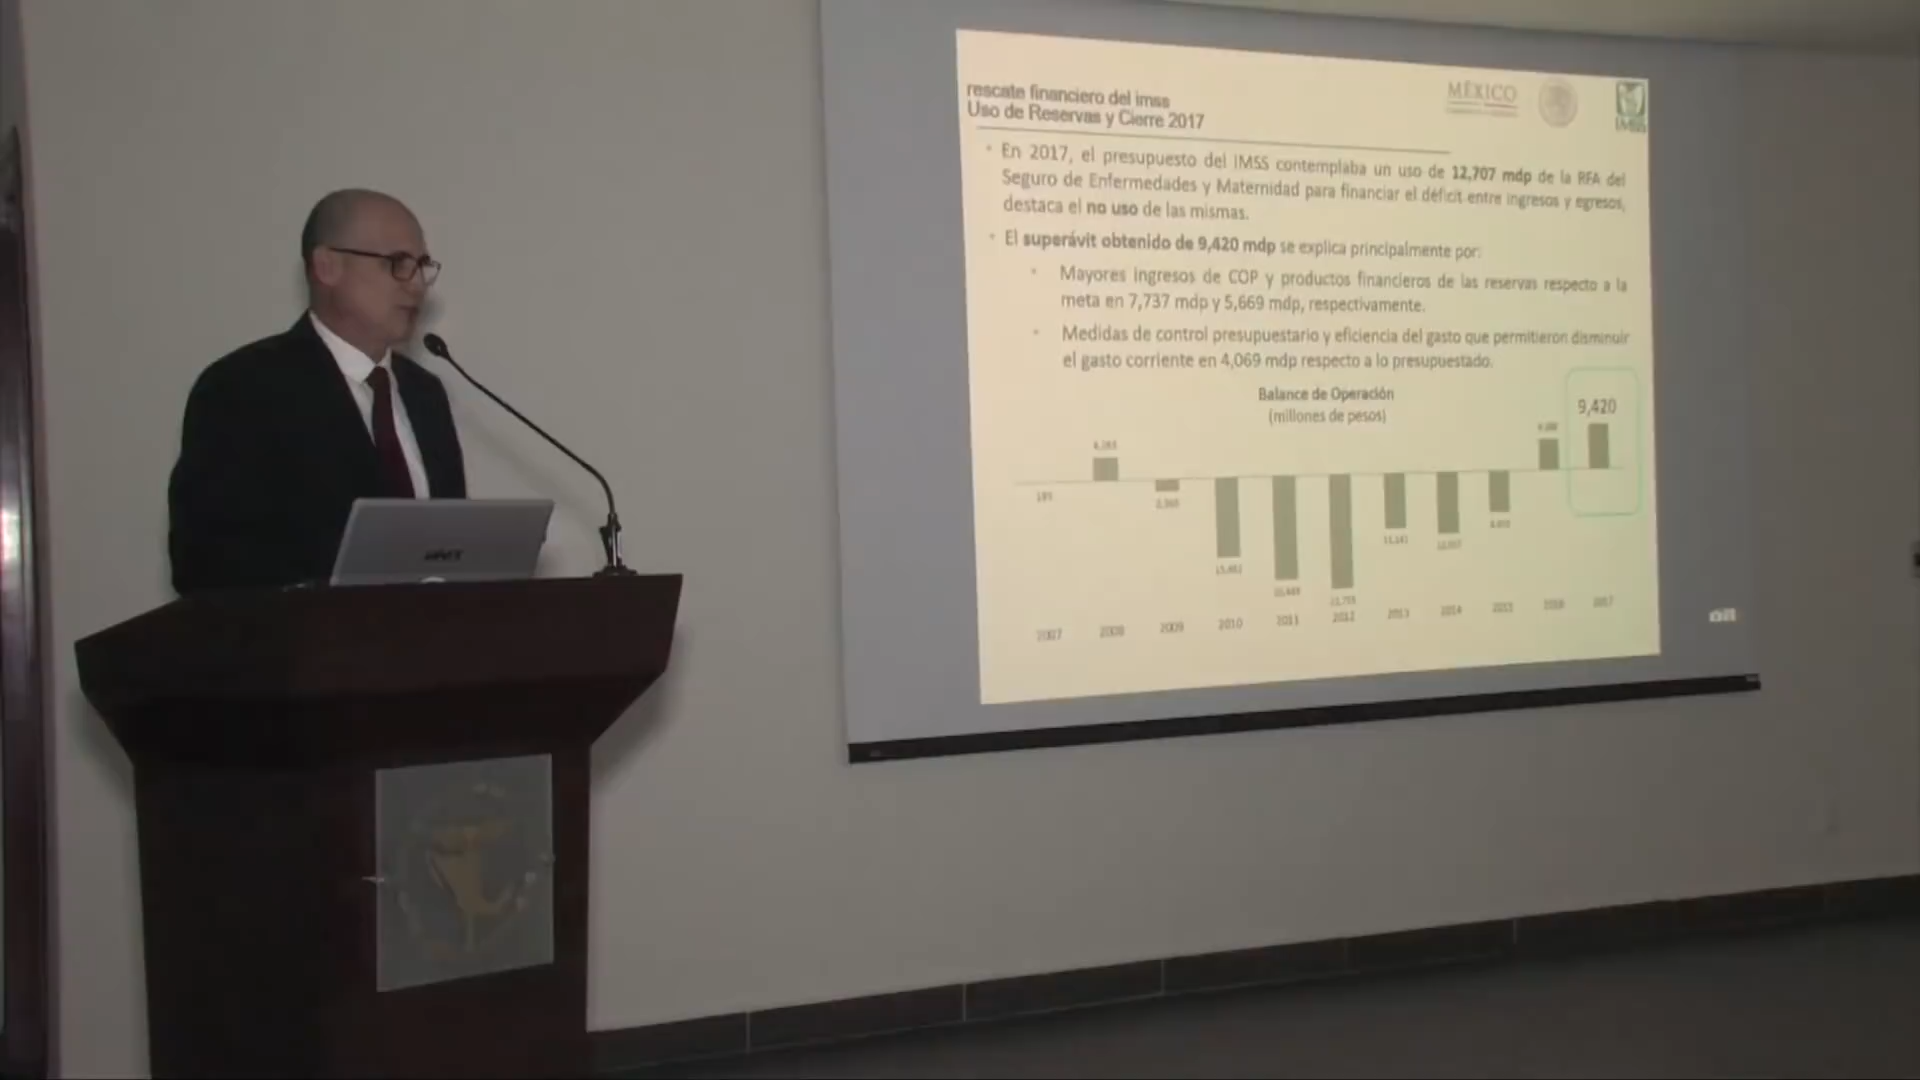 rescate financiero del imss
Uso de Reservas y Cierre 2017
MÉXICO
IMSS
• En 2017, el presupuesto del IMSS contemplaba un uso de 12,707 mdp de la RFA del
Seguro de Enfermedades y Maternidad para financiar el déficit entre ingresos y egresos,
destaca el no uso de las mismas.
• El superávit obtenido de 9,420 mdp se explica principalmente por:
• Mayores ingresos de COP y productos financieros de las reservas respecto a la
meta en 7,737 mdp y 5,669 mdp, respectivamente.
• Medidas de control presupuestario y eficiencia del gasto que permitieron disminuir
el gasto corriente en 4,069 mdp respecto a lo presupuestado.
Balance de Operación
(millones de pesos)
9,420
2007 2008 2009 2010 2011 2012 2013 2014 2015 2016 2017